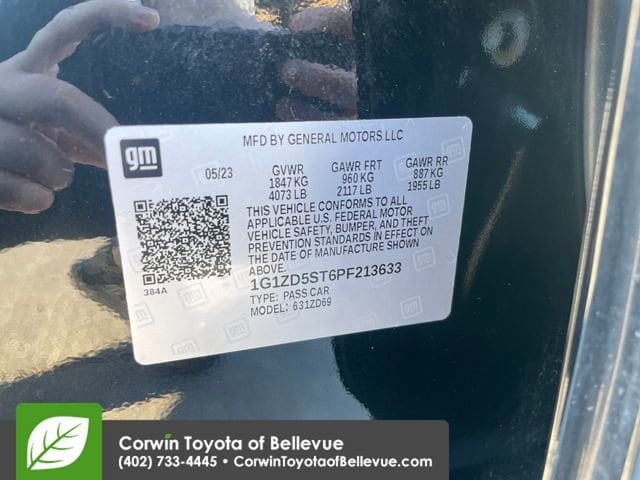 MFD BY GENERAL MOTORS LLC
gm
05/23
GVWR
1847 KG
4073 LB
GAWR FRT
960 KG
2117 LB
GAWR RR
887 KG
1955 LB
THIS VEHICLE CONFORMS TO ALL
APPLICABLE U.S. FEDERAL MOTOR
VEHICLE SAFETY, BUMPER, AND THEFT
PREVENTION STANDARDS IN EFFECT ON
THE DATE OF MANUFACTURE SHOWN
ABOVE.
384A
1G1ZD5ST6PF213633
TYPE: PASS CAR
MODEL: 631ZD69
Corwin Toyota of Bellevue
(402) 733-4445 • CorwinToyotaofBellevue.com